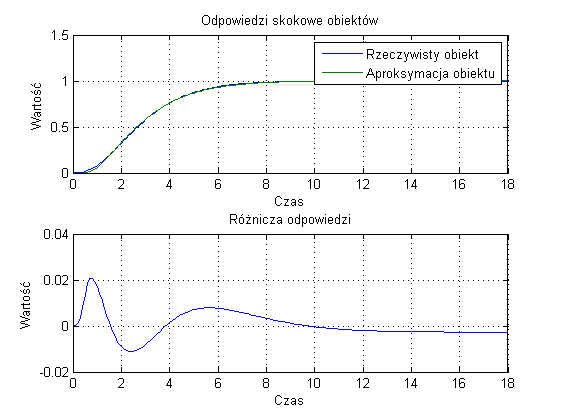 Odpowiedzi skokowe obiektów
1.5
1
0.5
0
Wartość
Rzeczywisty obiekt
Aproksymacja obiektu
0 2 4 6 8 10 12 14 16 18
Czas
Różnicza odpowiedzi
0.04
0.02
0
-0.02
Wartość
0 2 4 6 8 10 12 14 16 18
Czas